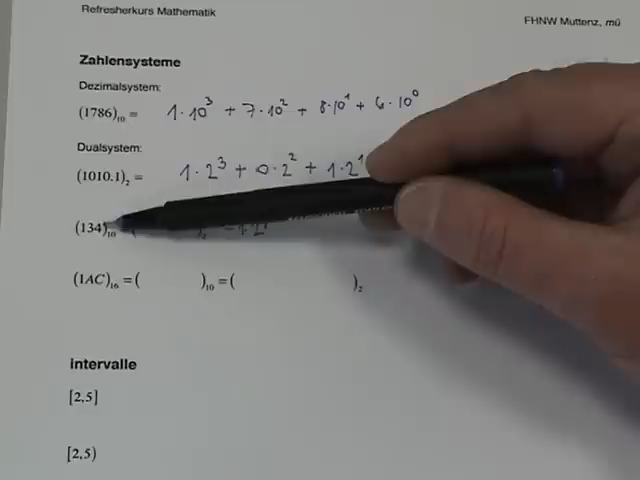 Refresherkurs Mathematik
FHNW Muttenz, mü
Zahlensysteme
Dezimalsystem:
(1786)₁₀ = 1·10³ + 7·10² + 8·10¹ + 6·10⁰
Dualsystem:
(1010.1)₂ = 1·2³ + 0·2² + 1·2¹
(134)₁₀ ( )₂
(1AC)₁₆ = ( )₁₀ = ( )₂
intervalle
[2,5]
[2,5)